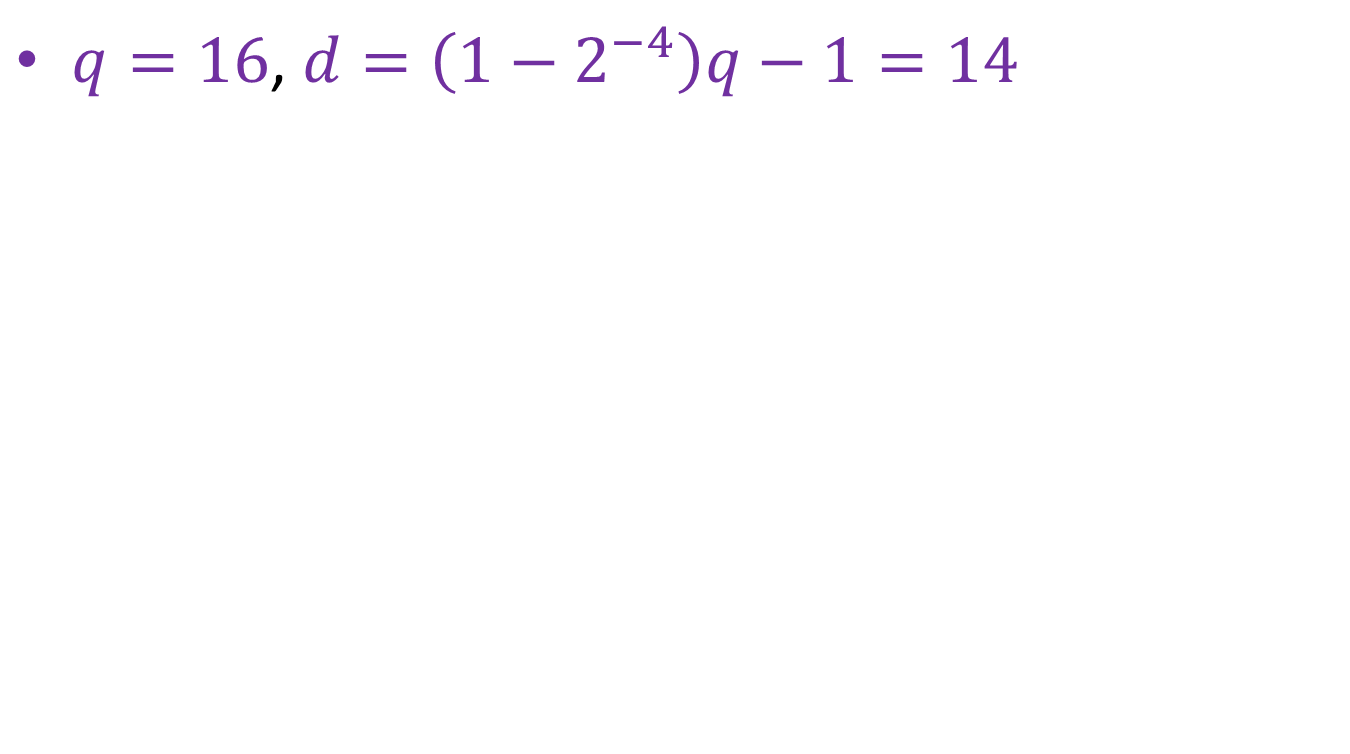 • q = 16, d = (1 − 2⁻⁴)q − 1 = 14